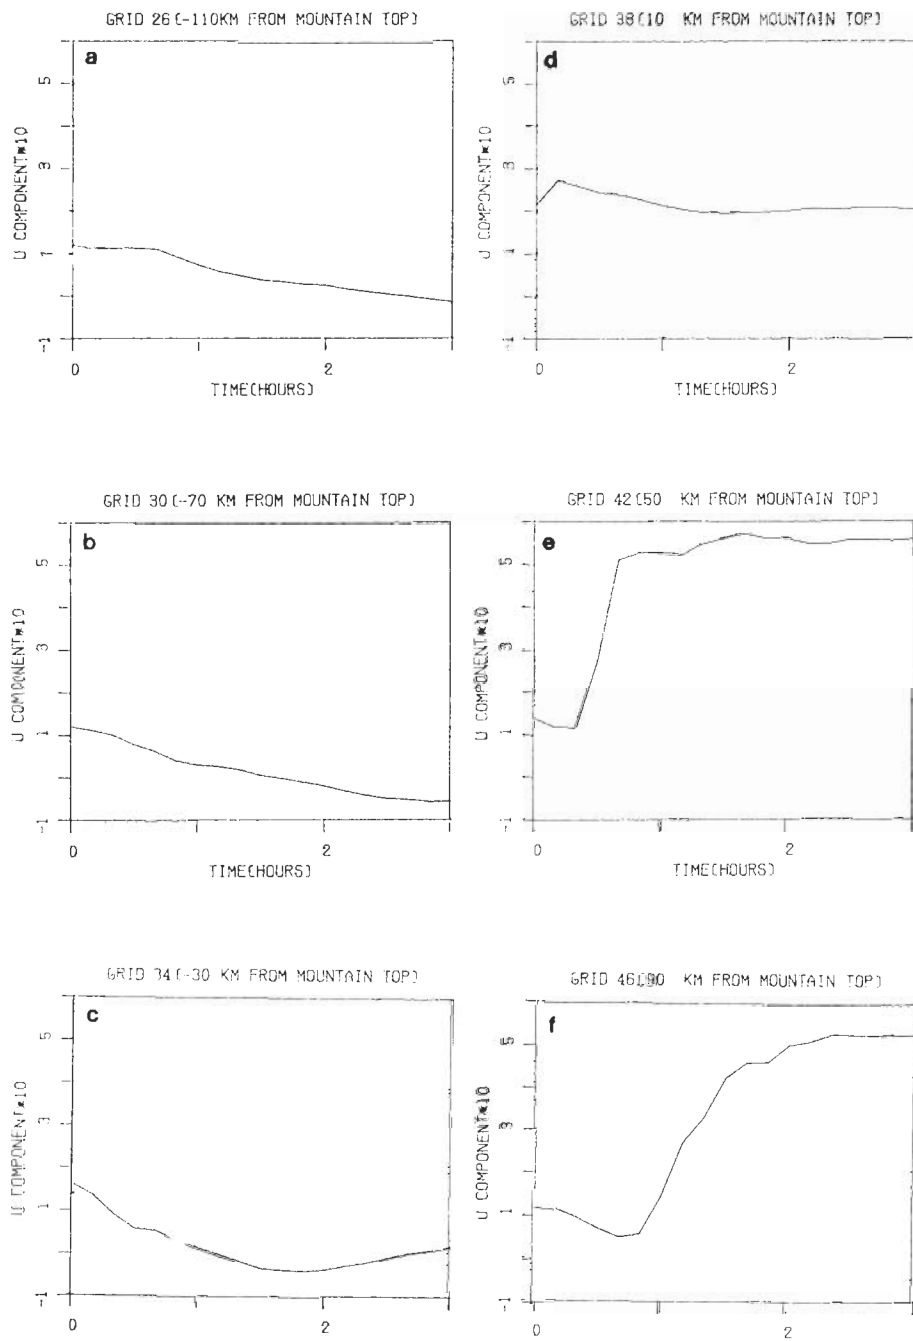 GRID 26(-110KM FROM MOUNTAIN TOP)
a
U COMPONENT*10
5
3
1
-1
0
2
TIME(HOURS)
GRID 38(10 KM FROM MOUNTAIN TOP)
d
U COMPONENT*10
5
3
1
-1
0
2
TIME(HOURS)
GRID 30(-70 KM FROM MOUNTAIN TOP)
b
U COMPONENT*10
5
3
1
-1
0
2
TIME(HOURS)
GRID 42(50 KM FROM MOUNTAIN TOP)
e
U COMPONENT*10
5
3
1
-1
0
2
TIME(HOURS)
GRID 34(-30 KM FROM MOUNTAIN TOP)
c
U COMPONENT*10
5
3
1
-1
0
2
GRID 46(90 KM FROM MOUNTAIN TOP)
f
U COMPONENT*10
5
3
1
-1
0
2